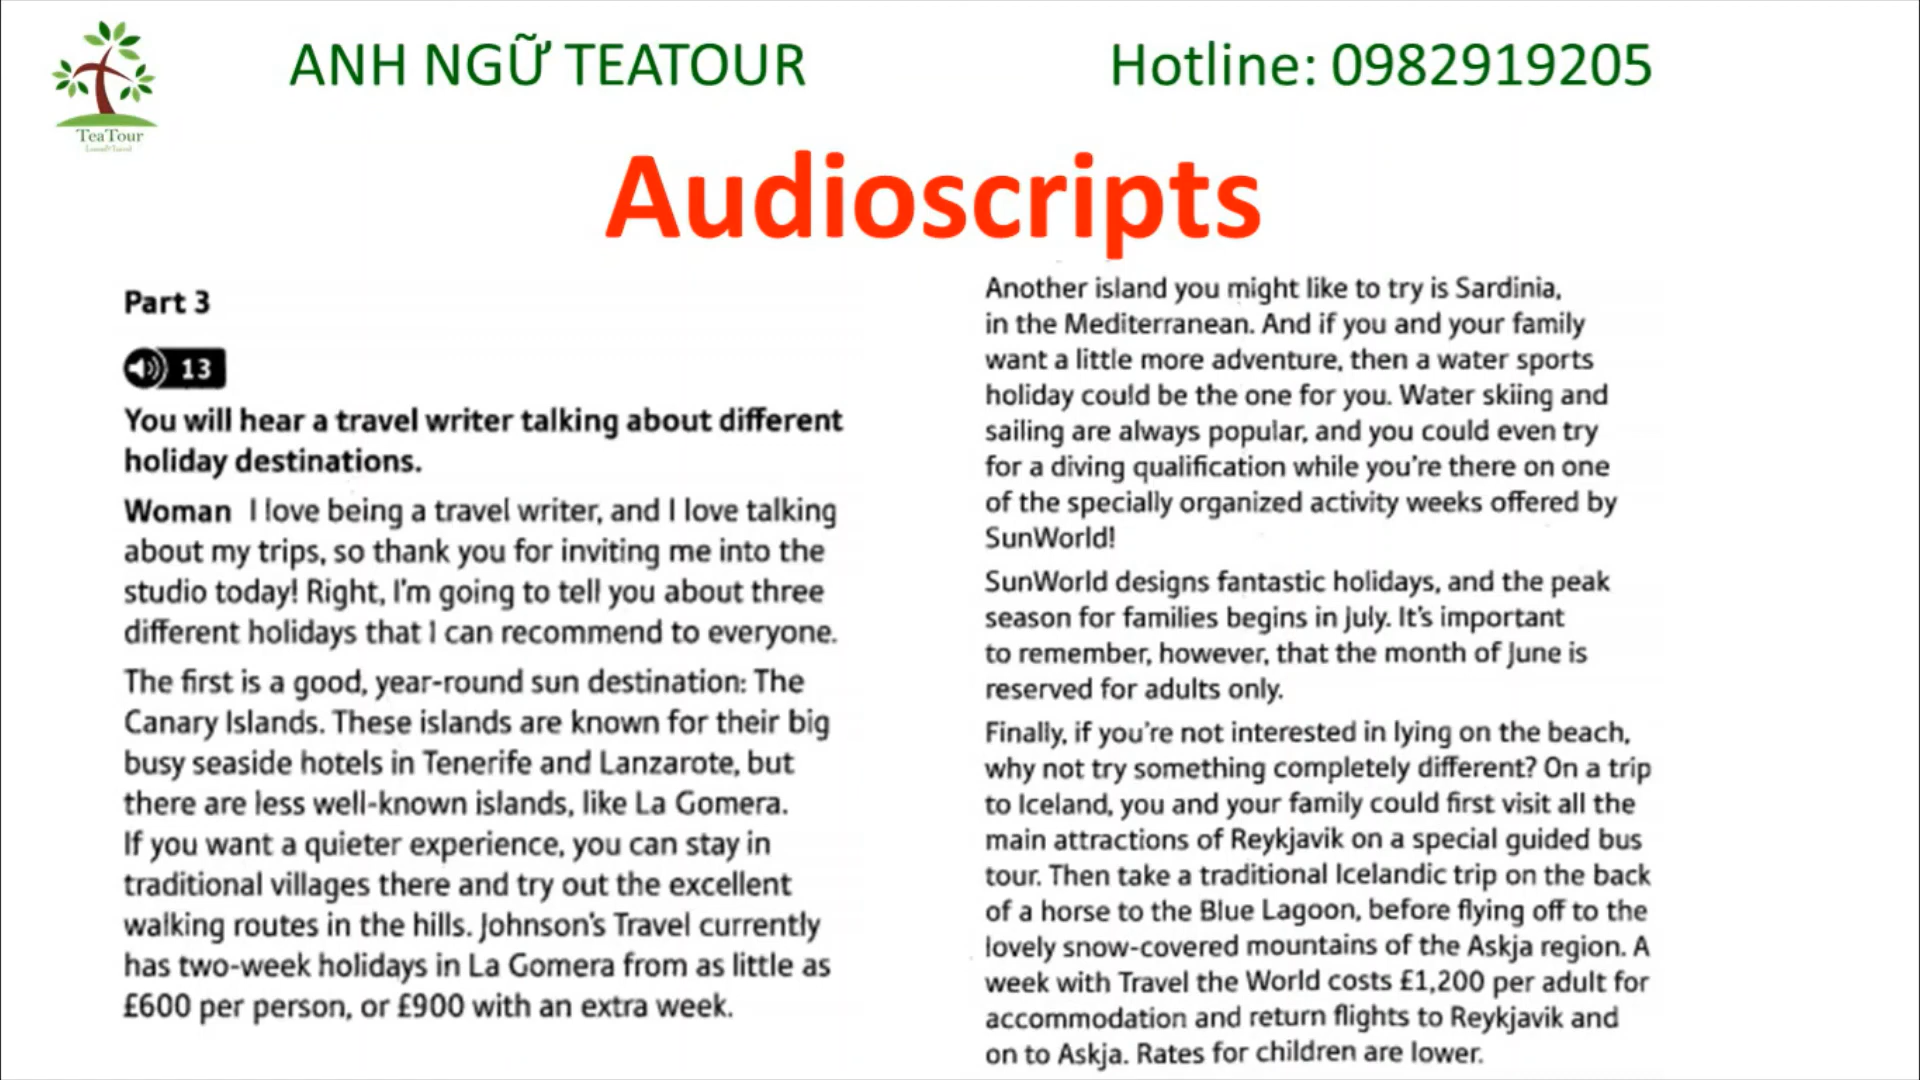 ANH NGỮ TEATOUR
Hotline: 0982919205
TeaTour
Audioscripts
Part 3
13
You will hear a travel writer talking about different
holiday destinations.
Woman I love being a travel writer, and I love talking
about my trips, so thank you for inviting me into the
studio today! Right, I'm going to tell you about three
different holidays that I can recommend to everyone.
The first is a good, year-round sun destination: The
Canary Islands. These islands are known for their big
busy seaside hotels in Tenerife and Lanzarote, but
there are less well-known islands, like La Gomera.
If you want a quieter experience, you can stay in
traditional villages there and try out the excellent
walking routes in the hills. Johnson's Travel currently
has two-week holidays in La Gomera from as little as
£600 per person, or £900 with an extra week.
Another island you might like to try is Sardinia,
in the Mediterranean. And if you and your family
want a little more adventure, then a water sports
holiday could be the one for you. Water skiing and
sailing are always popular, and you could even try
for a diving qualification while you're there on one
of the specially organized activity weeks offered by
SunWorld!
SunWorld designs fantastic holidays, and the peak
season for families begins in July. It's important
to remember, however, that the month of June is
reserved for adults only.
Finally, if you're not interested in lying on the beach,
why not try something completely different? On a trip
to Iceland, you and your family could first visit all the
main attractions of Reykjavik on a special guided bus
tour. Then take a traditional Icelandic trip on the back
of a horse to the Blue Lagoon, before flying off to the
lovely snow-covered mountains of the Askja region. A
week with Travel the World costs £1,200 per adult for
accommodation and return flights to Reykjavik and
on to Askja. Rates for children are lower.